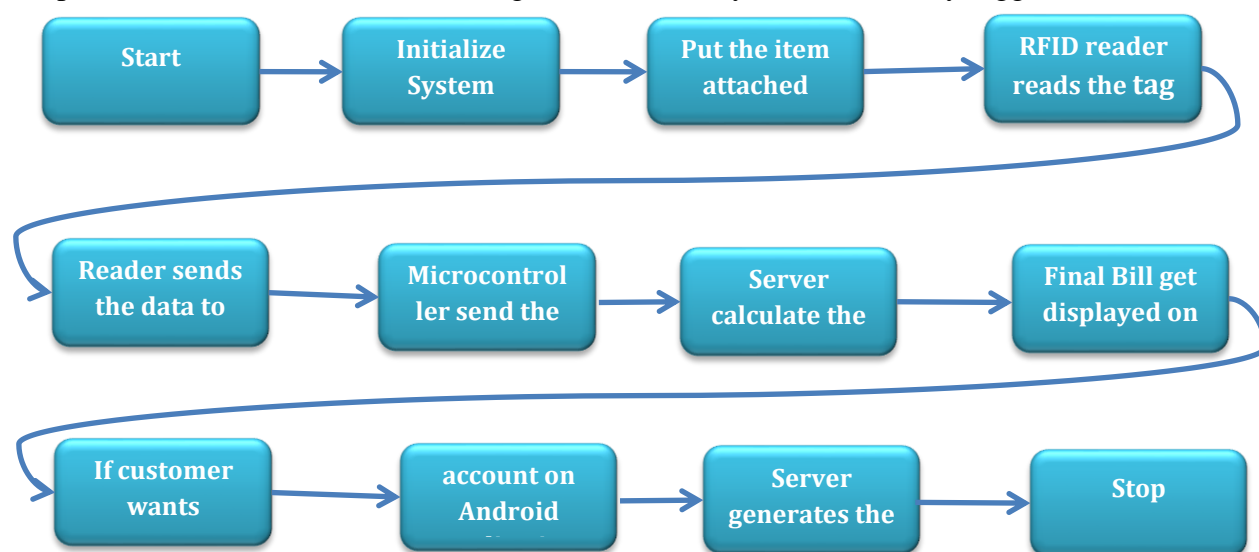 Start
Initialize
System
Put the item
attached
RFID reader
reads the tag
Reader sends
the data to
Microcontrol
ler send the
Server
calculate the
Final Bill get
displayed on
If customer
wants
account on
Android
Server
generates the
Stop